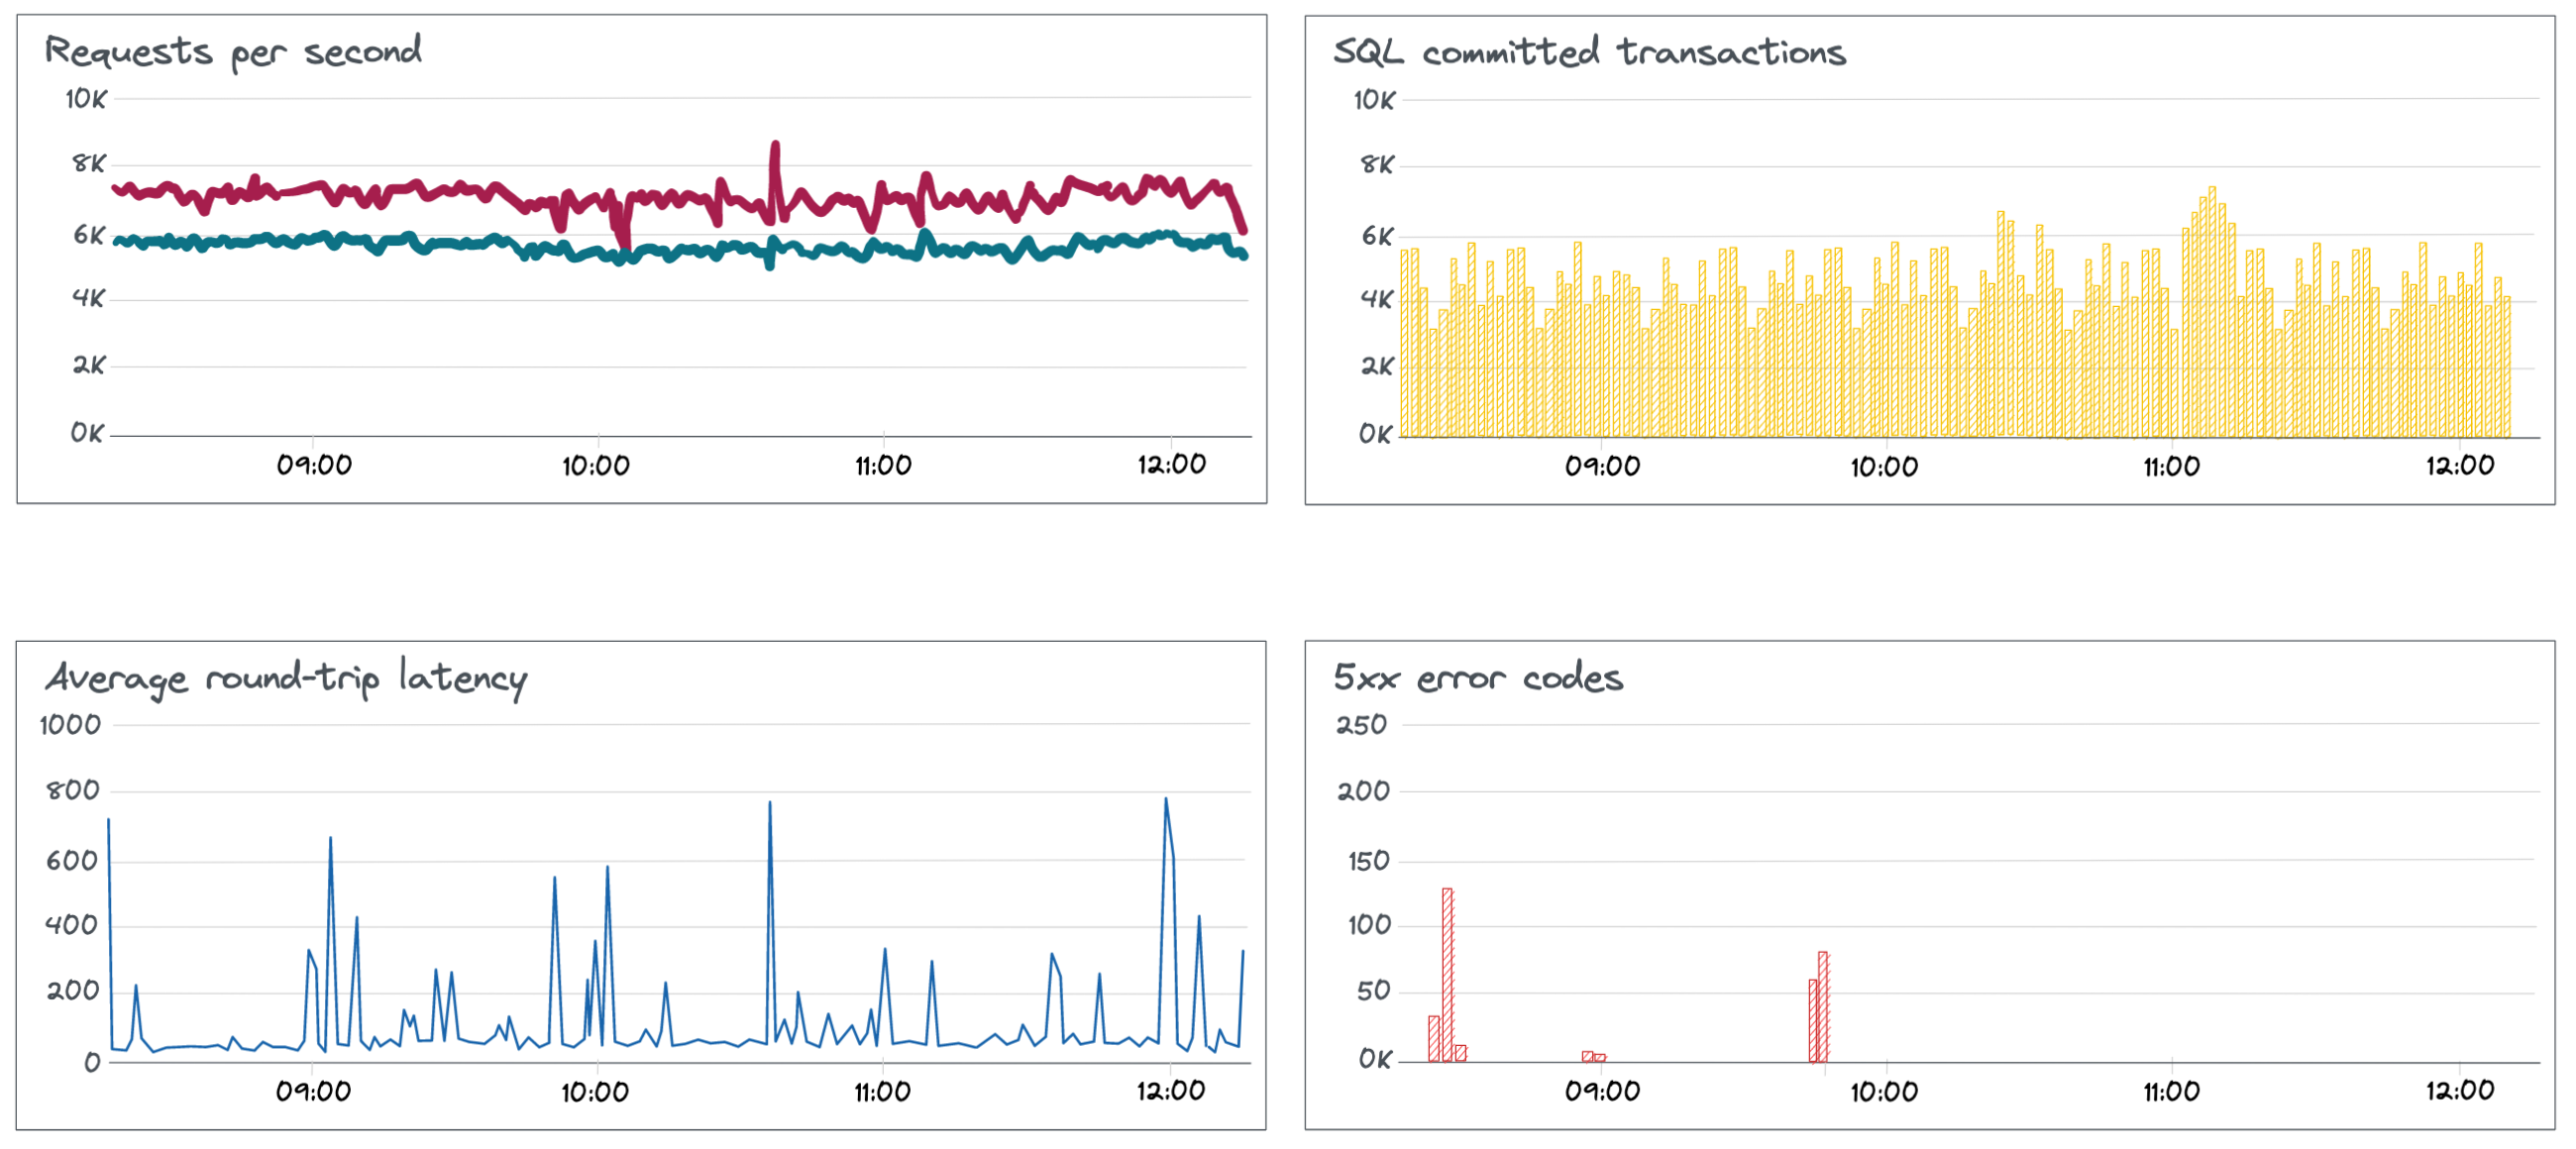 Requests per second
10K
8K
6K
4K
2K
0K
09:00 10:00 11:00 12:00
SQL committed transactions
10K
8K
6K
4K
2K
0K
09:00 10:00 11:00 12:00
Average round-trip latency
1000
800
600
400
200
0
09:00 10:00 11:00 12:00
5xx error codes
250
200
150
100
50
0K
09:00 10:00 11:00 12:00